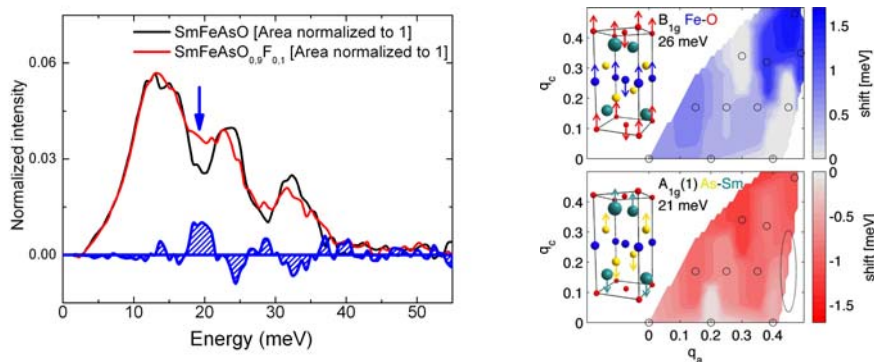 SmFeAsO [Area normalized to 1]
SmFeAsO0,9F0,1 [Area normalized to 1]
Normalized intensity
0.06
0.03
0.00
0 10 20 30 40 50
Energy (meV)
B1g Fe-O
26 meV
qc
0.4
0.3
0.2
0.1
0
shift [meV]
1.5
1
0.5
0
A1g(1) As-Sm
21 meV
qc
0.4
0.3
0.2
0.1
0
0 0.1 0.2 0.3 0.4
qa
shift [meV]
0
-0.5
-1
-1.5